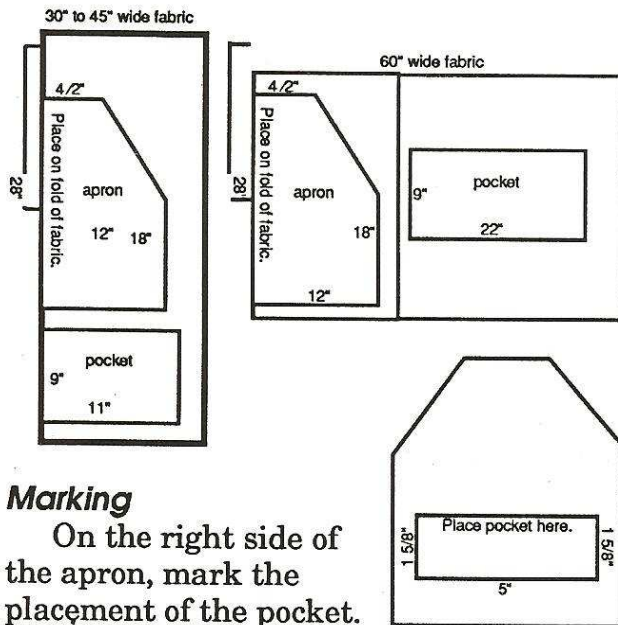 30" to 45" wide fabric
4/2"
Place on fold of fabric.
28"
apron
12"
18"
pocket
9"
11"
60" wide fabric
4/2"
Place on fold of fabric.
28'
apron
18"
12"
pocket
9"
22"
Place pocket here.
1 5/8"
1 5/8"
5"
Marking
On the right side of
the apron, mark the
placement of the pocket.